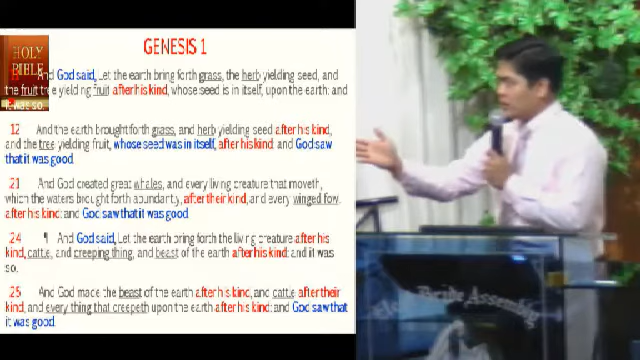 GENESIS 1
HOLY
BIBLE
And God said, Let the earth bring forth grass, the herb yielding seed, and
the fruit tree yielding fruit after his kind, whose seed is in itself, upon the earth: and
it was so.
12 And the earth brought forth grass, and herb yielding seed after his kind,
and the tree yielding fruit, whose seed was in itself, after his kind: and God saw
that it was good.
21 And God created great whales, and every living creature that moveth,
which the waters brought forth abundantly, after their kind, and every winged fowl
after his kind: and God saw that it was good.
24 ¶ And God said, Let the earth bring forth the living creature after his
kind, cattle, and creeping thing, and beast of the earth after his kind: and it was
so.
25 And God made the beast of the earth after his kind, and cattle after their
kind, and every thing that creepeth upon the earth after his kind: and God saw that
it was good.
Bride Assembly